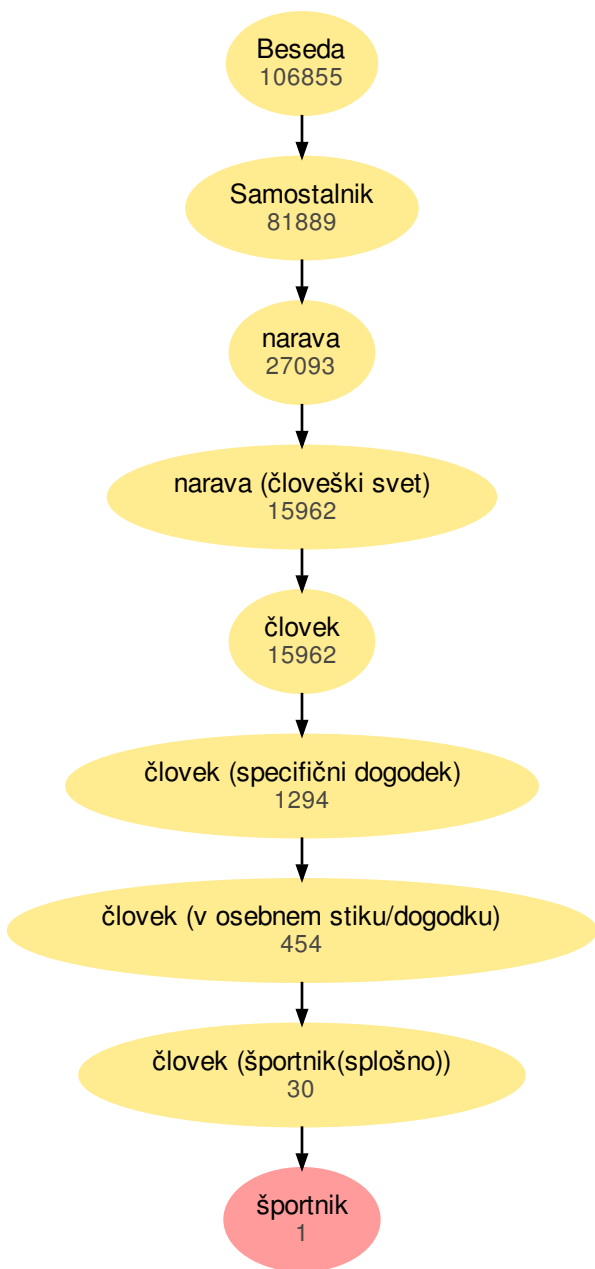 Beseda
106855
Samostalnik
81889
narava
27093
narava (človeški svet)
15962
človek
15962
človek (specifični dogodek)
1294
človek (v osebnem stiku/dogodku)
454
človek (športnik(splošno))
30
športnik
1